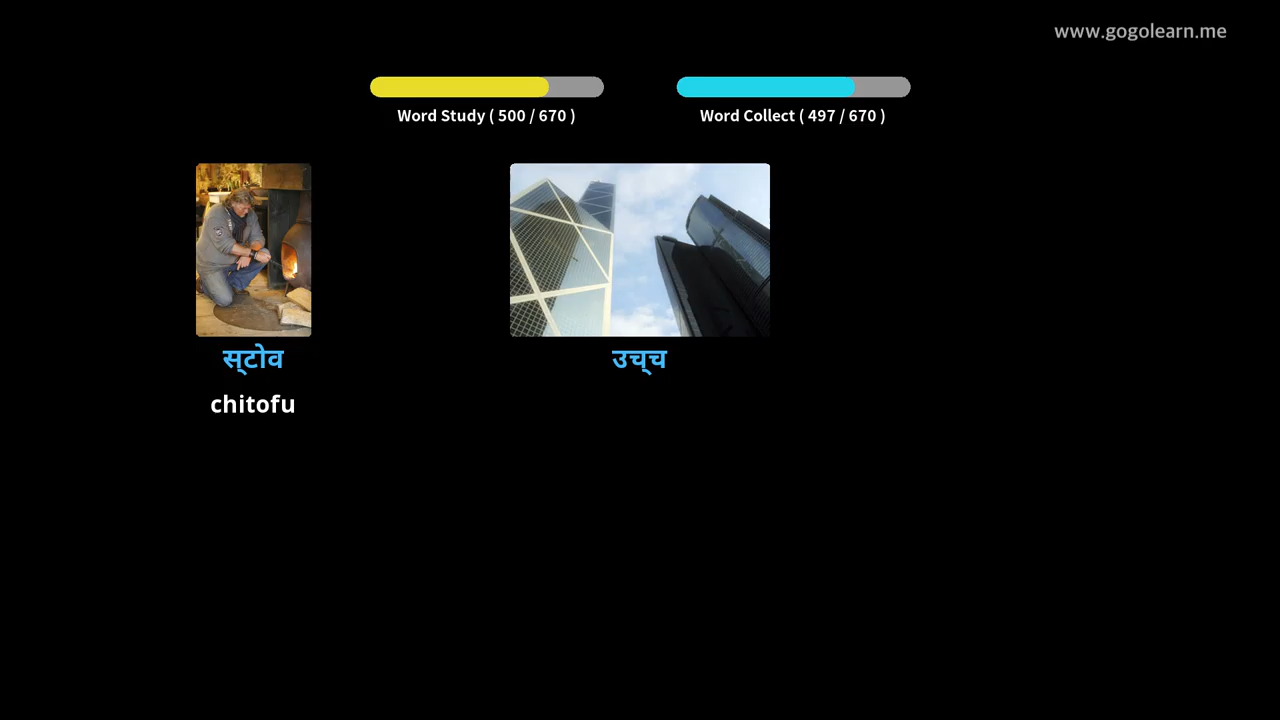 www.gogolearn.me
Word Study ( 500 / 670 )
Word Collect ( 497 / 670 )
स्टोव
उच्च
chitofu